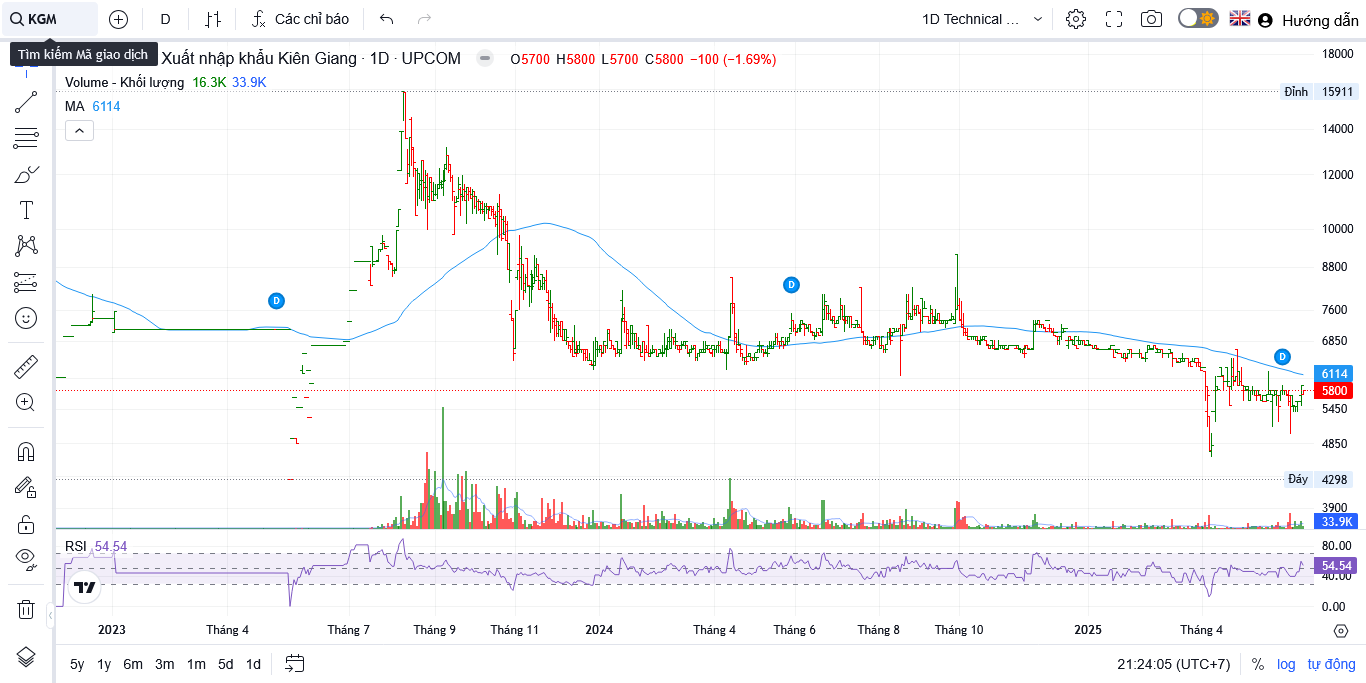 KGM D Các chỉ báo 1D Technical ... Hướng dẫn
Tìm kiếm Mã giao dịch
Xuất nhập khẩu Kiên Giang · 1D · UPCOM O5700 H5800 L5700 C5800 −100 (−1.69%)
Volume - Khối lượng 16.3K 33.9K
MA 6114
18000
Đỉnh 15911
14000
12000
10000
8800
7600
6850
6114
5800
5450
4850
Đáy 4298
3900
33.9K
D
D
D
T
RSI 54.54
80.00
54.54
40.00
0.00
2023 Tháng 4 Tháng 7 Tháng 9 Tháng 11 2024 Tháng 4 Tháng 6 Tháng 8 Tháng 10 2025 Tháng 4
5y 1y 6m 3m 1m 5d 1d 21:24:05 (UTC+7) % log tự động